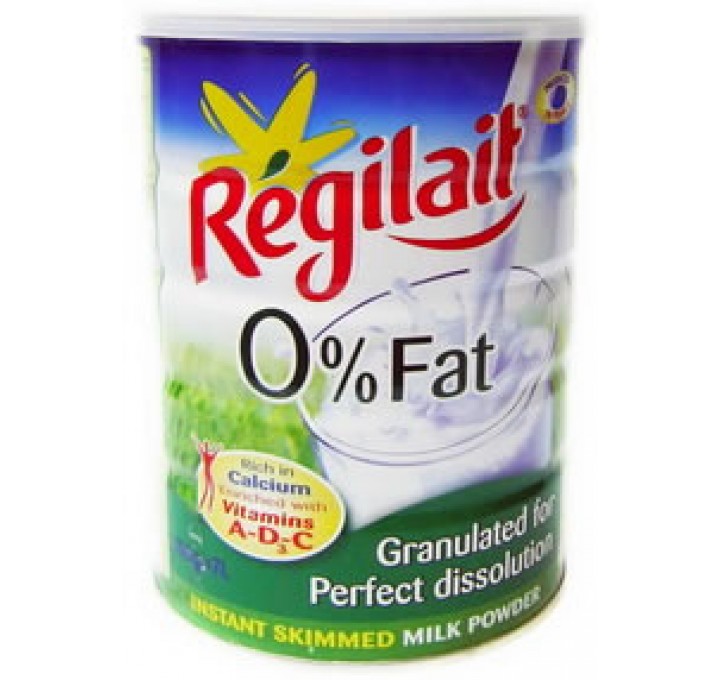 Régilait®
0% Fat
Rich in
Calcium
Enriched with
Vitamins
A-D3-C
Granulated for
Perfect dissolution
INSTANT SKIMMED MILK POWDER